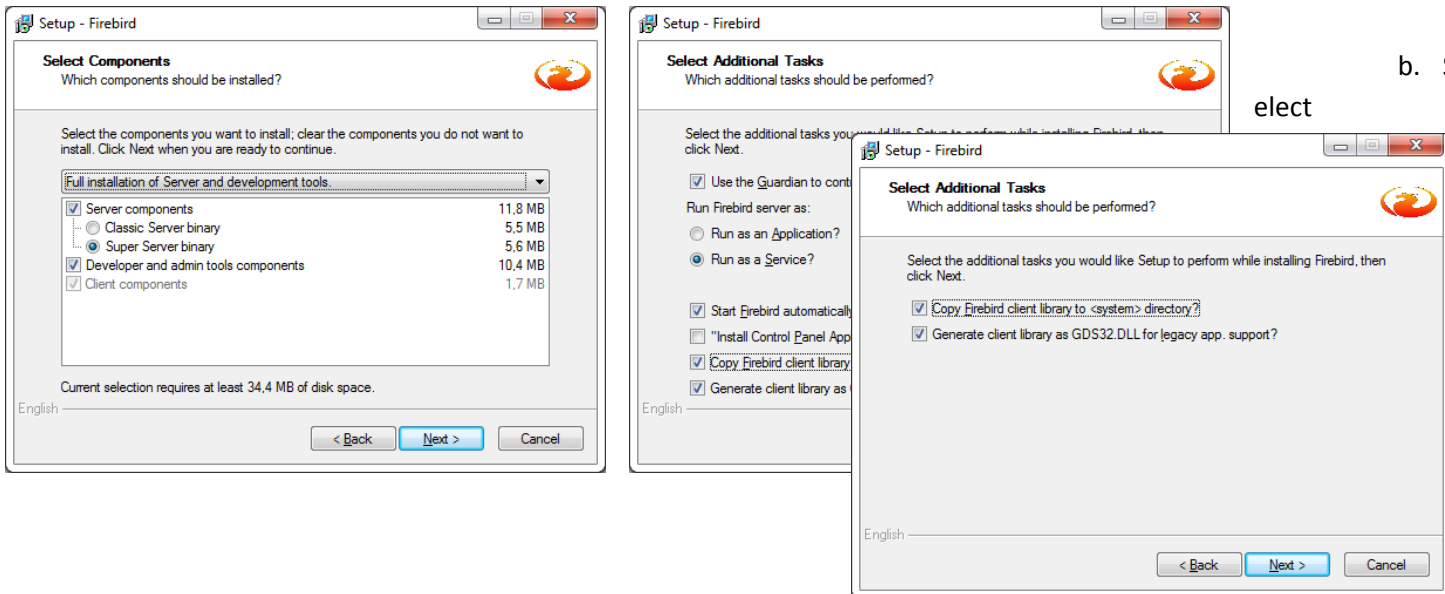 Setup - Firebird
Select Components
Which components should be installed?
Select the components you want to install; clear the components you do not want to
install. Click Next when you are ready to continue.
Full installation of Server and development tools.
Server components 11,8 MB
Classic Server binary 5,5 MB
Super Server binary 5,6 MB
Developer and admin tools components 10,4 MB
Client components 1,7 MB
Current selection requires at least 34,4 MB of disk space.
English
< Back Next > Cancel
Setup - Firebird
Select Additional Tasks
Which additional tasks should be performed?
Select the additional tasks you would like Setup to perform while installing Firebird, then
click Next.
Use the Guardian to cont
Run Firebird server as:
Run as an Application?
Run as a Service?
Start Firebird automatically
"Install Control Panel App
Copy Firebird client library
Generate client library as
English
b. S
elect
Setup - Firebird
Select Additional Tasks
Which additional tasks should be performed?
Select the additional tasks you would like Setup to perform while installing Firebird, then
click Next.
Copy Firebird client library to <system> directory?
Generate client library as GDS32.DLL for legacy app. support?
English
< Back Next > Cancel